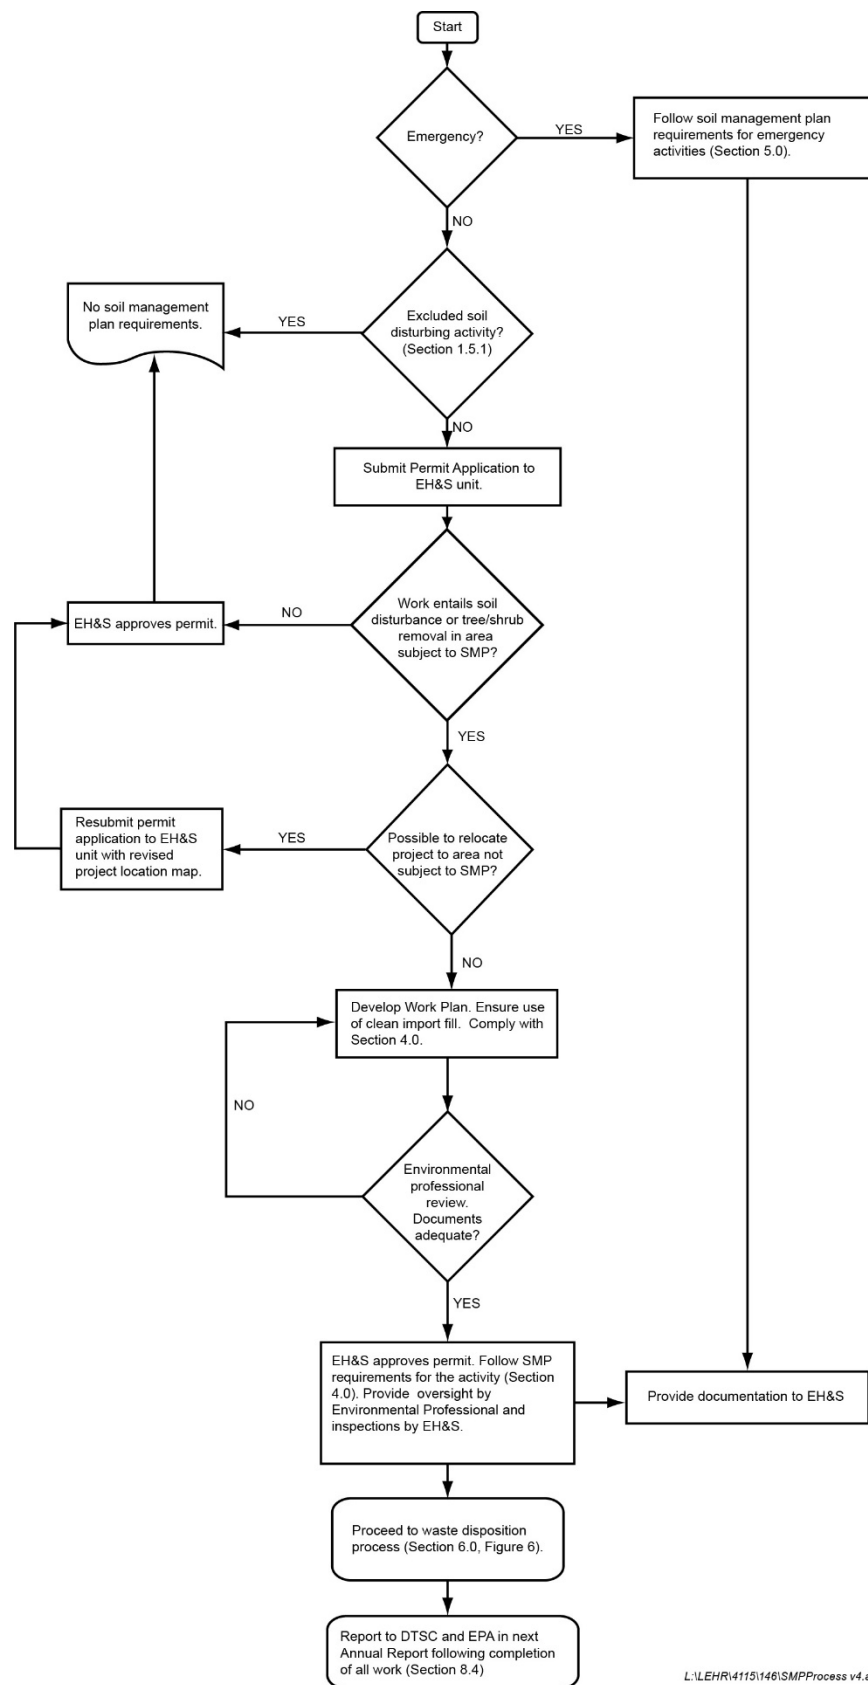 Start
Emergency?
YES
Follow soil management plan
requirements for emergency
activities (Section 5.0).
NO
No soil management
plan requirements.
YES
Excluded soil
disturbing activity?
(Section 1.5.1)
NO
Submit Permit Application to
EH&S unit.
EH&S approves permit.
NO
Work entails soil
disturbance or tree/shrub
removal in area
subject to SMP?
YES
Resubmit permit
application to EH&S
unit with revised
project location map.
YES
Possible to relocate
project to area not
subject to SMP?
NO
Develop Work Plan. Ensure use
of clean import fill.  Comply with
Section 4.0.
NO
Environmental
professional
review.
Documents
adequate?
YES
EH&S approves permit. Follow SMP
requirements for the activity (Section
4.0). Provide  oversight by
Environmental Professional and
inspections by EH&S.
Provide documentation to EH&S
Proceed to waste disposition
process (Section 6.0, Figure 6).
Report to DTSC and EPA in next
Annual Report following completion
of all work (Section 8.4)
L:\LEHR\4115\146\SMPProcess v4.a